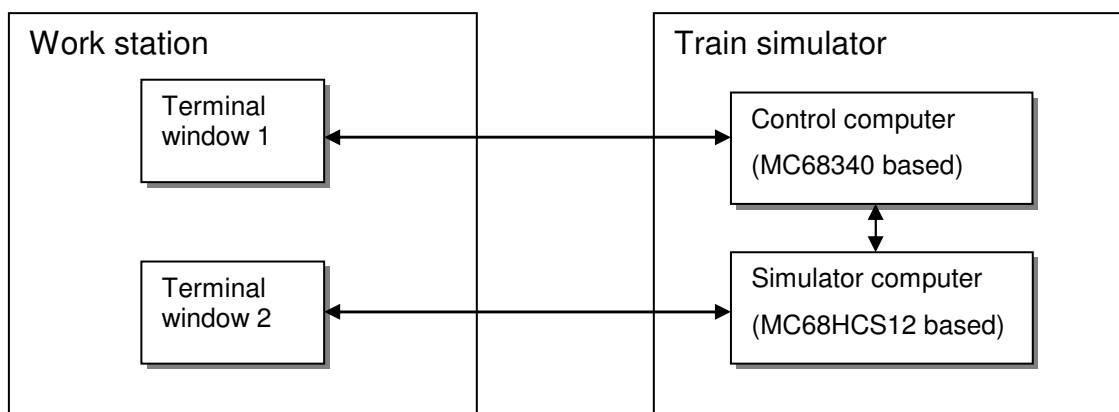 Work station
Terminal
window 1
Terminal
window 2
Train simulator
Control computer
(MC68340 based)
Simulator computer
(MC68HCS12 based)